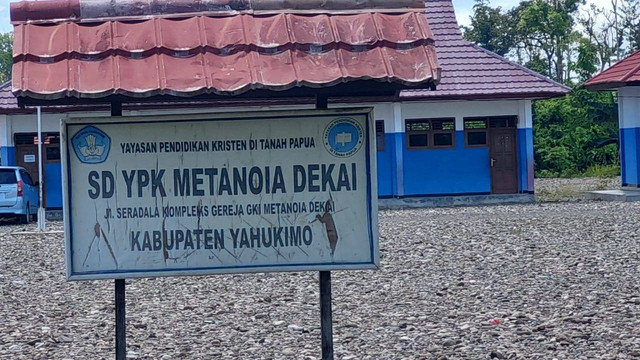 YAYASAN PENDIDIKAN KRISTEN DI TANAH PAPUA
SD YPK METANOIA DEKAI
JL. SERADALA KOMPLEKS GEREJA GKI METANOIA DEKAI
KABUPATEN YAHUKIMO